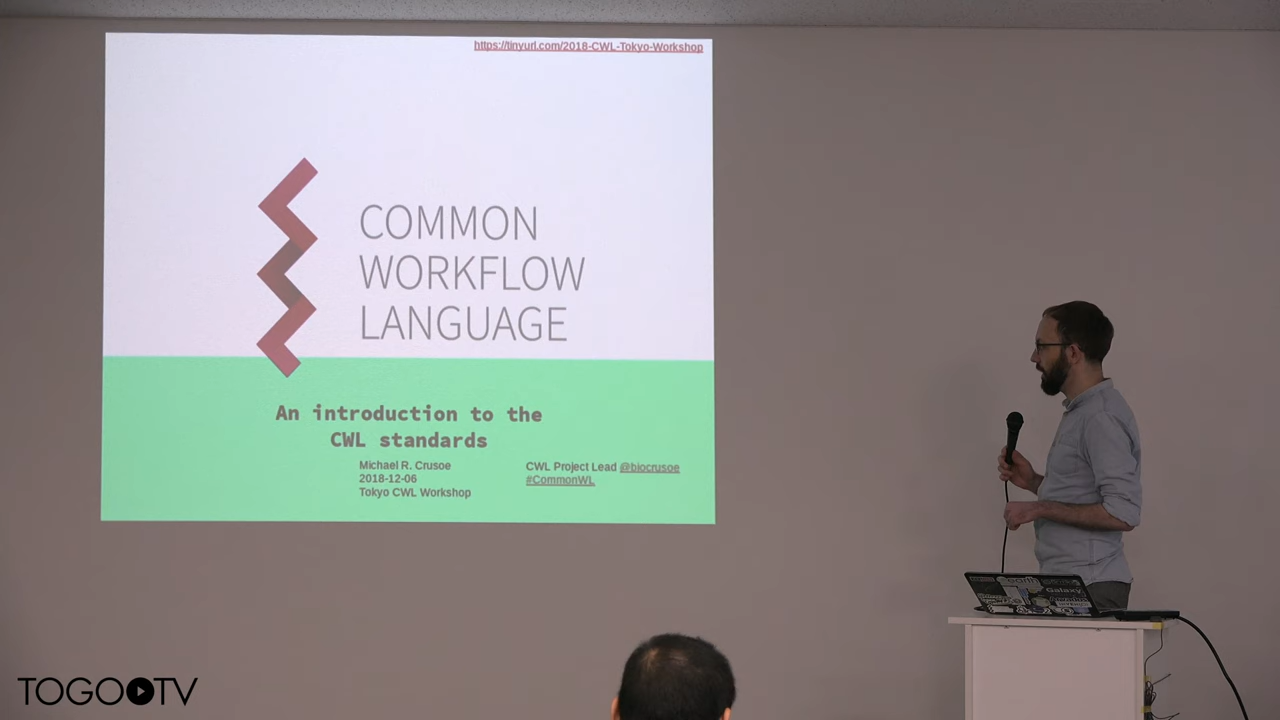 https://tinyurl.com/2018-CWL-Tokyo-Workshop
COMMON
WORKFLOW
LANGUAGE
An introduction to the
CWL standards
Michael R. Crusoe
2018-12-06
Tokyo CWL Workshop
CWL Project Lead @biocrusoe
#CommonWL
Galaxy
TOGOTV